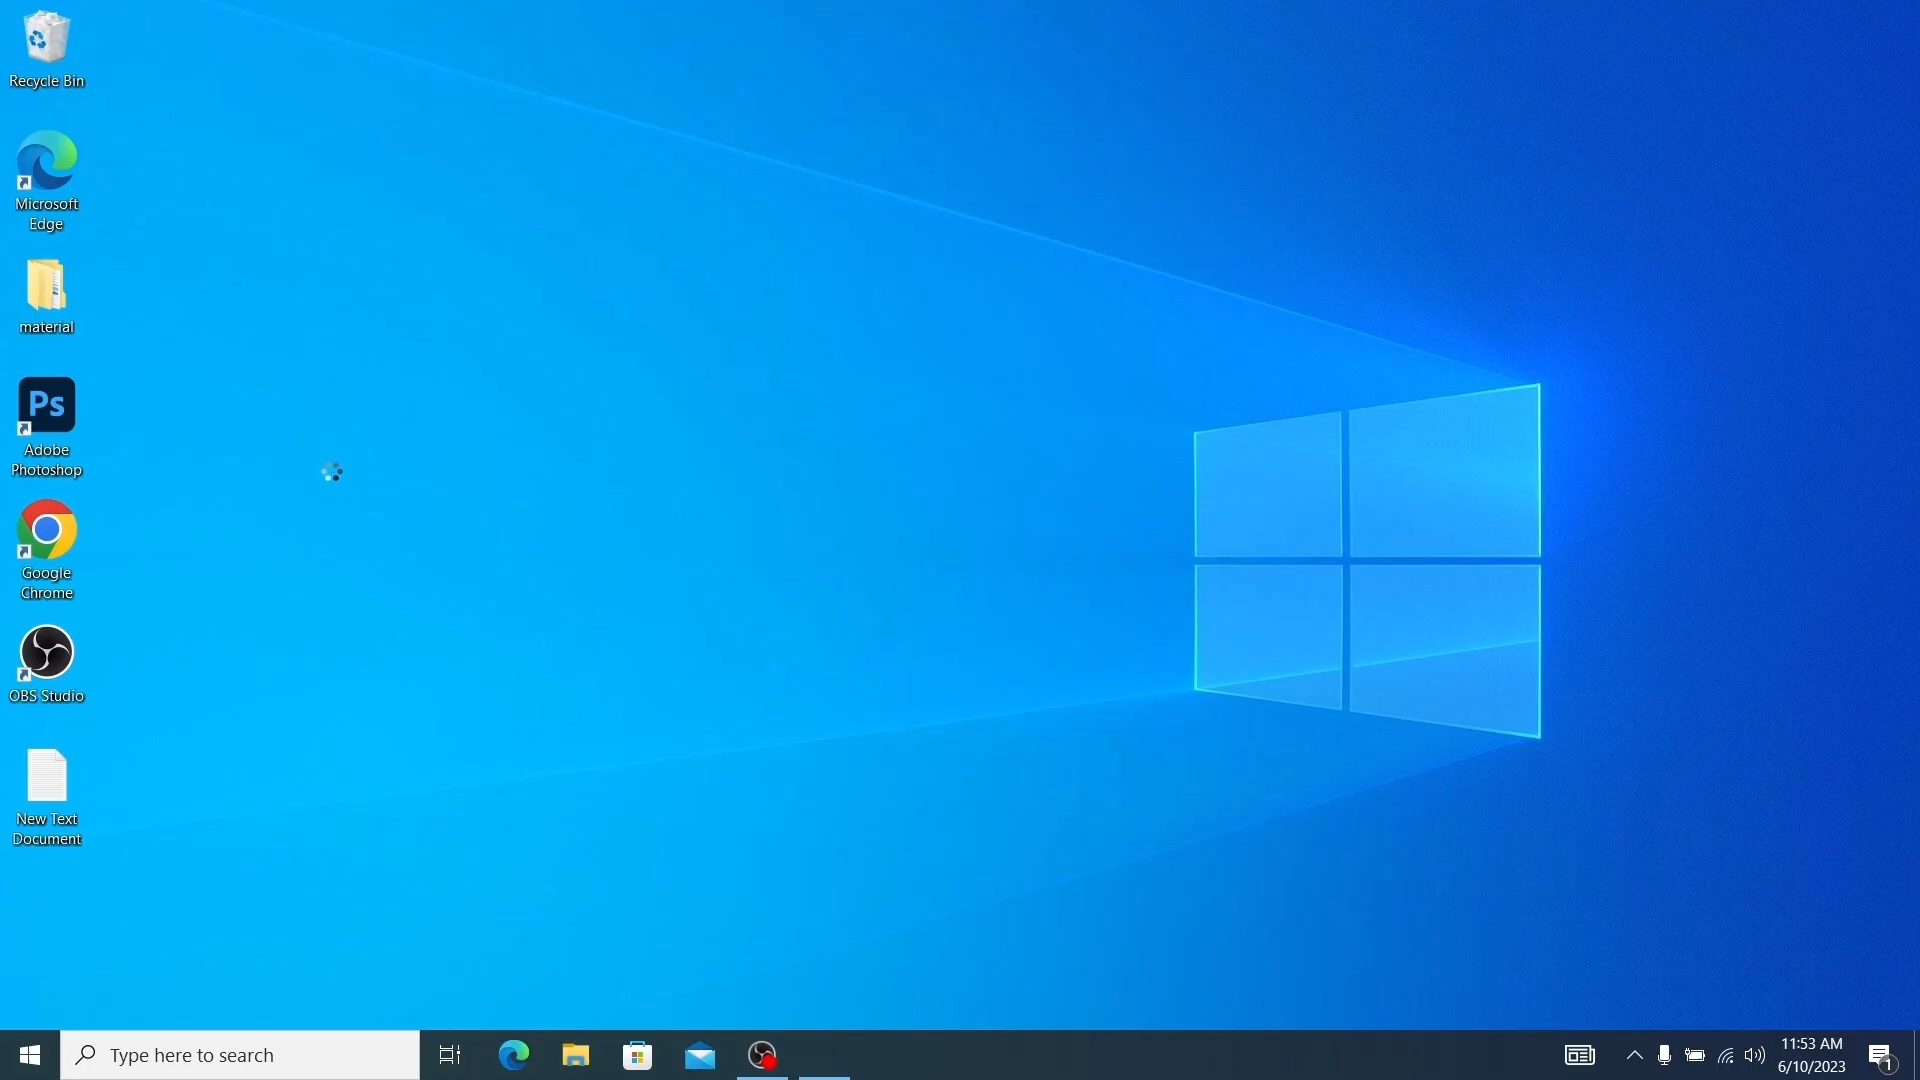 Recycle Bin
Microsoft
Edge
material
Ps
Adobe
Photoshop
Google
Chrome
OBS Studio
New Text
Document
Type here to search
11:53 AM
6/10/2023
1